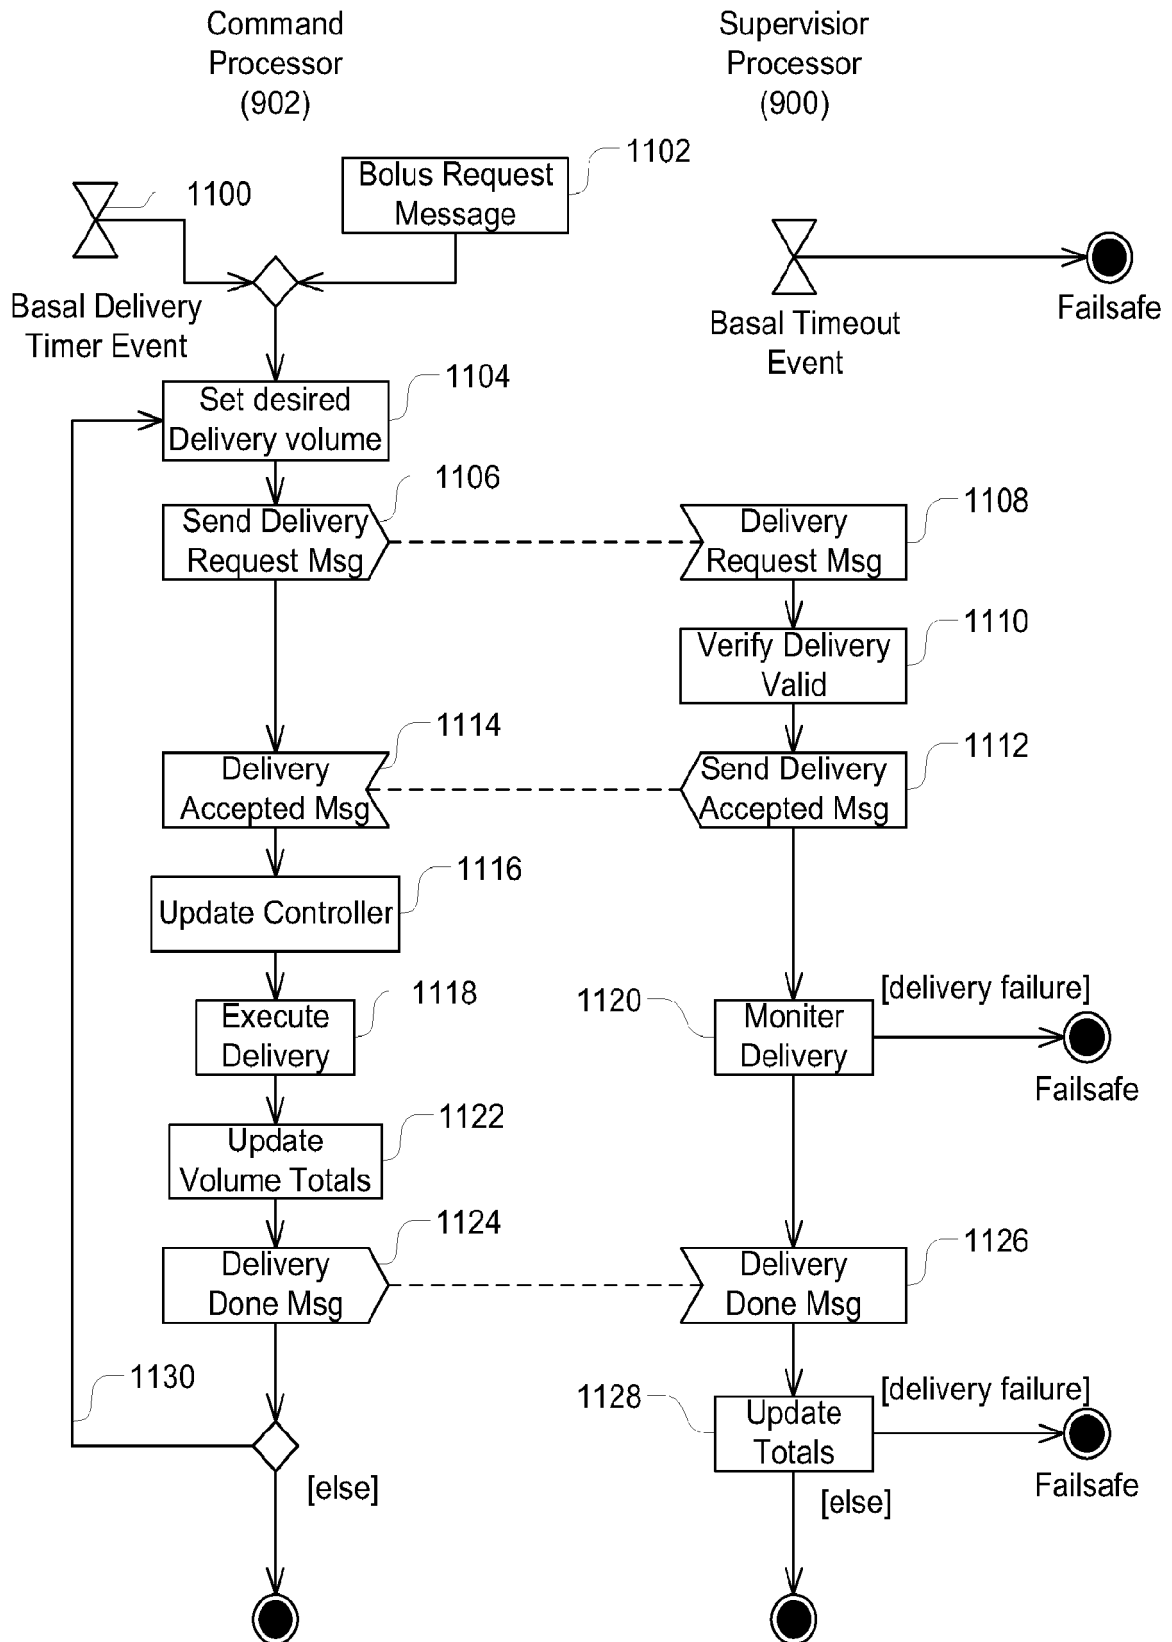 Command
Processor
(902)
Supervisior
Processor
(900)
1100
Bolus Request
Message
1102
Basal Delivery
Timer Event
Basal Timeout
Event
Failsafe
Set desired
Delivery volume
1104
Send Delivery
Request Msg
1106
Delivery
Request Msg
1108
Verify Delivery
Valid
1110
Delivery
Accepted Msg
1114
Send Delivery
Accepted Msg
1112
Update Controller
1116
Execute
Delivery
1118
1120
Moniter
Delivery
[delivery failure]
Failsafe
Update
Volume Totals
1122
Delivery
Done Msg
1124
Delivery
Done Msg
1126
1130
[else]
1128
Update
Totals
[delivery failure]
Failsafe
[else]